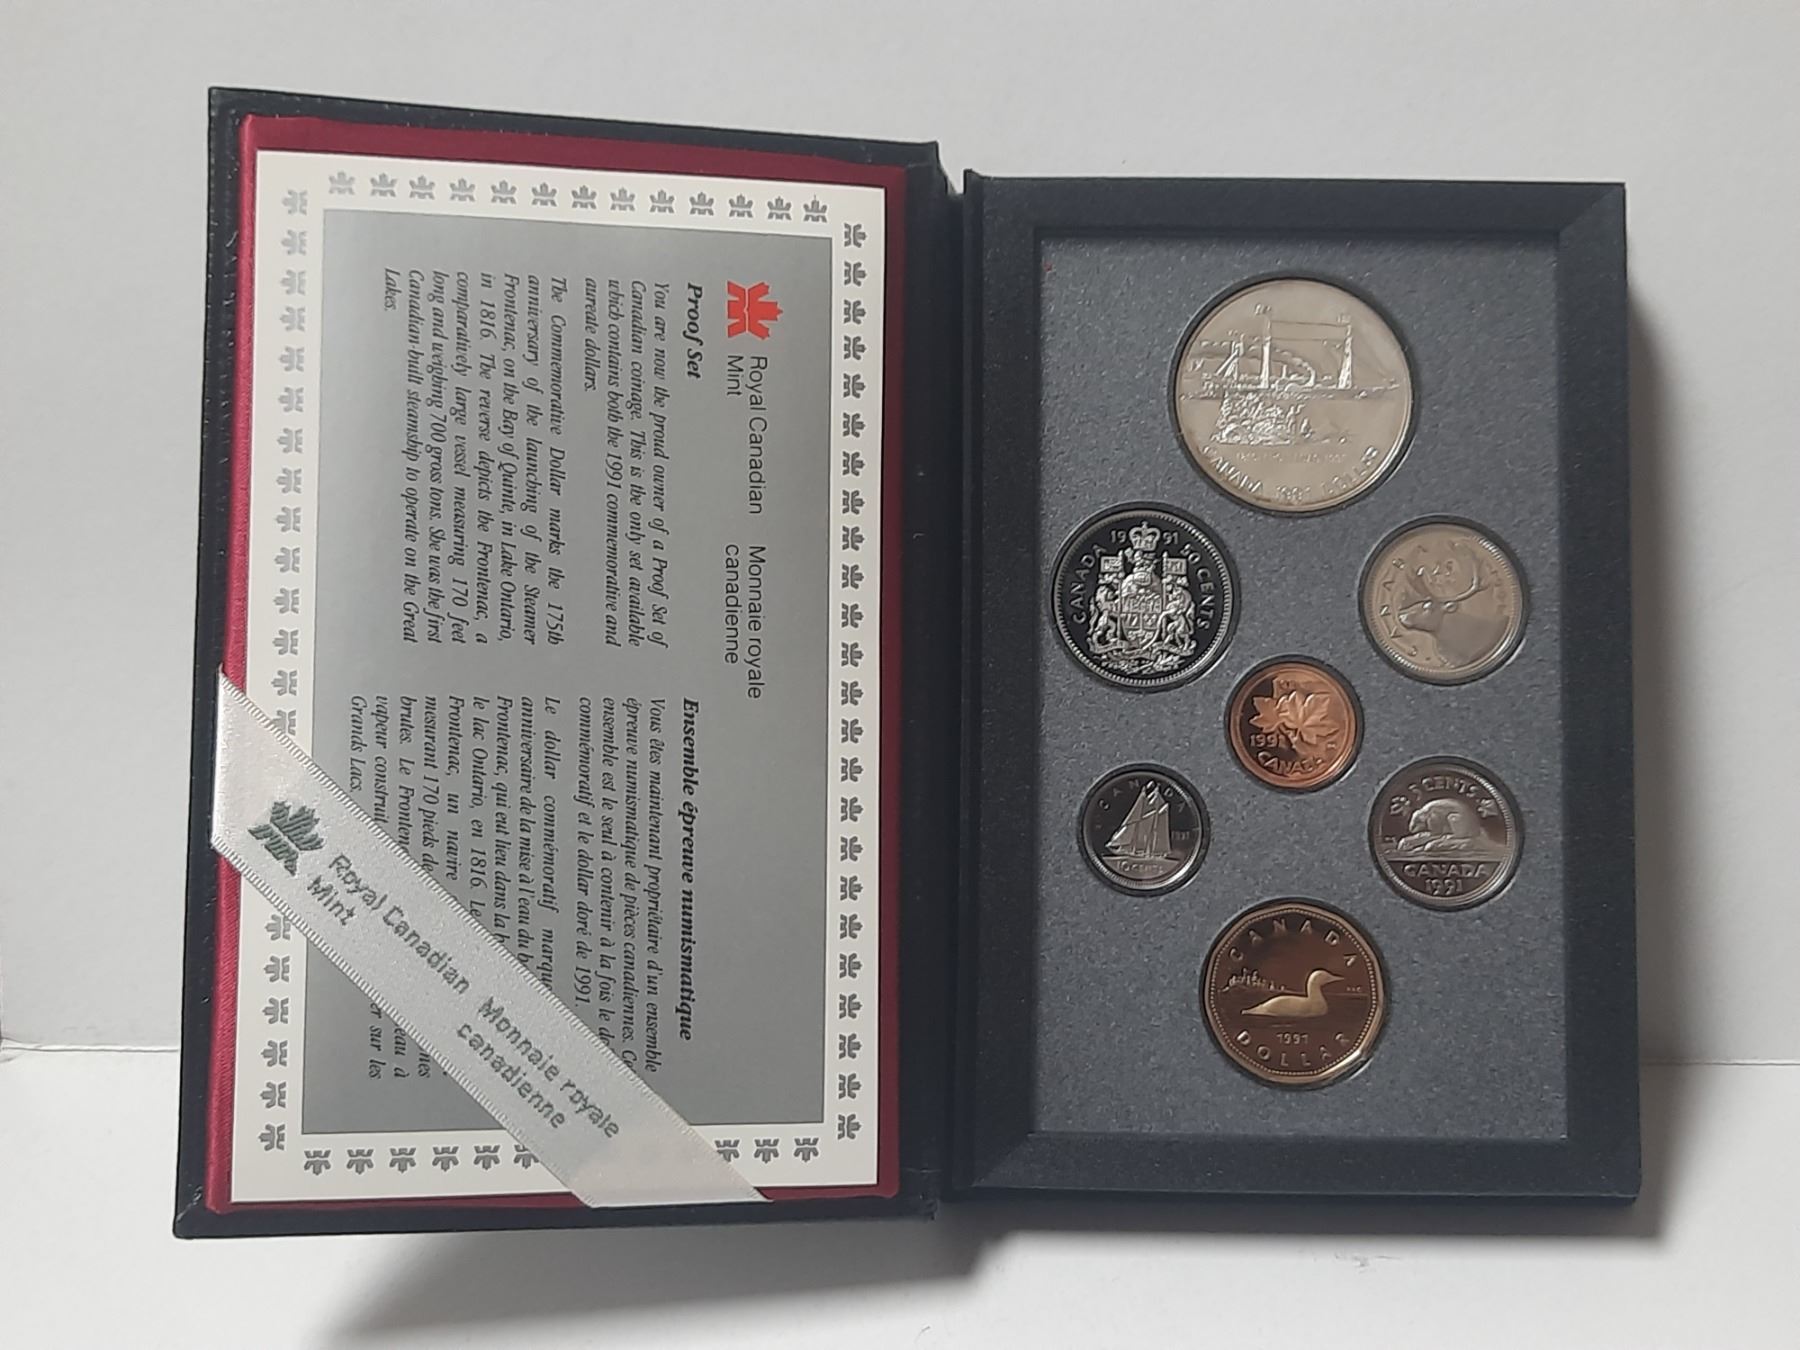 Royal Canadian
Mint
Monnaie royale
canadienne
Proof Set
You are now the proud owner of a Proof Set of
Canadian coinage. This is the only set available
which contains both the 1991 commemorative and
aureate dollars.
The Commemorative Dollar marks the 175th
anniversary of the launching of the Steamer
Frontenac, on the Bay of Quinte, in Lake Ontario,
in 1816. The reverse depicts the Frontenac, a
comparatively large vessel measuring 170 feet
long and weighing 700 gross tons. She was the first
Canadian-built steamship to operate on the Great
Lakes.
Ensemble épreuve numismatique
Vous êtes maintenant propriétaire d'un ensemble
épreuve numismatique de pièces canadiennes. 
ensemble est le seul à contenir à la fois le
commémoratif et le dollar doré de 1991.
Le dollar commémoratif marque
anniversaire de la mise à l'eau du
Frontenac, qui eut lieu dans la
le lac Ontario, en 1816. Le
Frontenac, un navire
mesurant 170 pieds de
brutes. Le
vapeur construit sur les
Grands Lacs.
Royal Canadian
Mint
Monnaie royale
canadienne
CANADA 1991 DOLLAR
1991
CANADA 50 CENTS
CANADA
1991
CANADA
CANADA
1991
10 CENTS
5 CENTS
CANADA
1991
CANADA
1991
DOLLAR